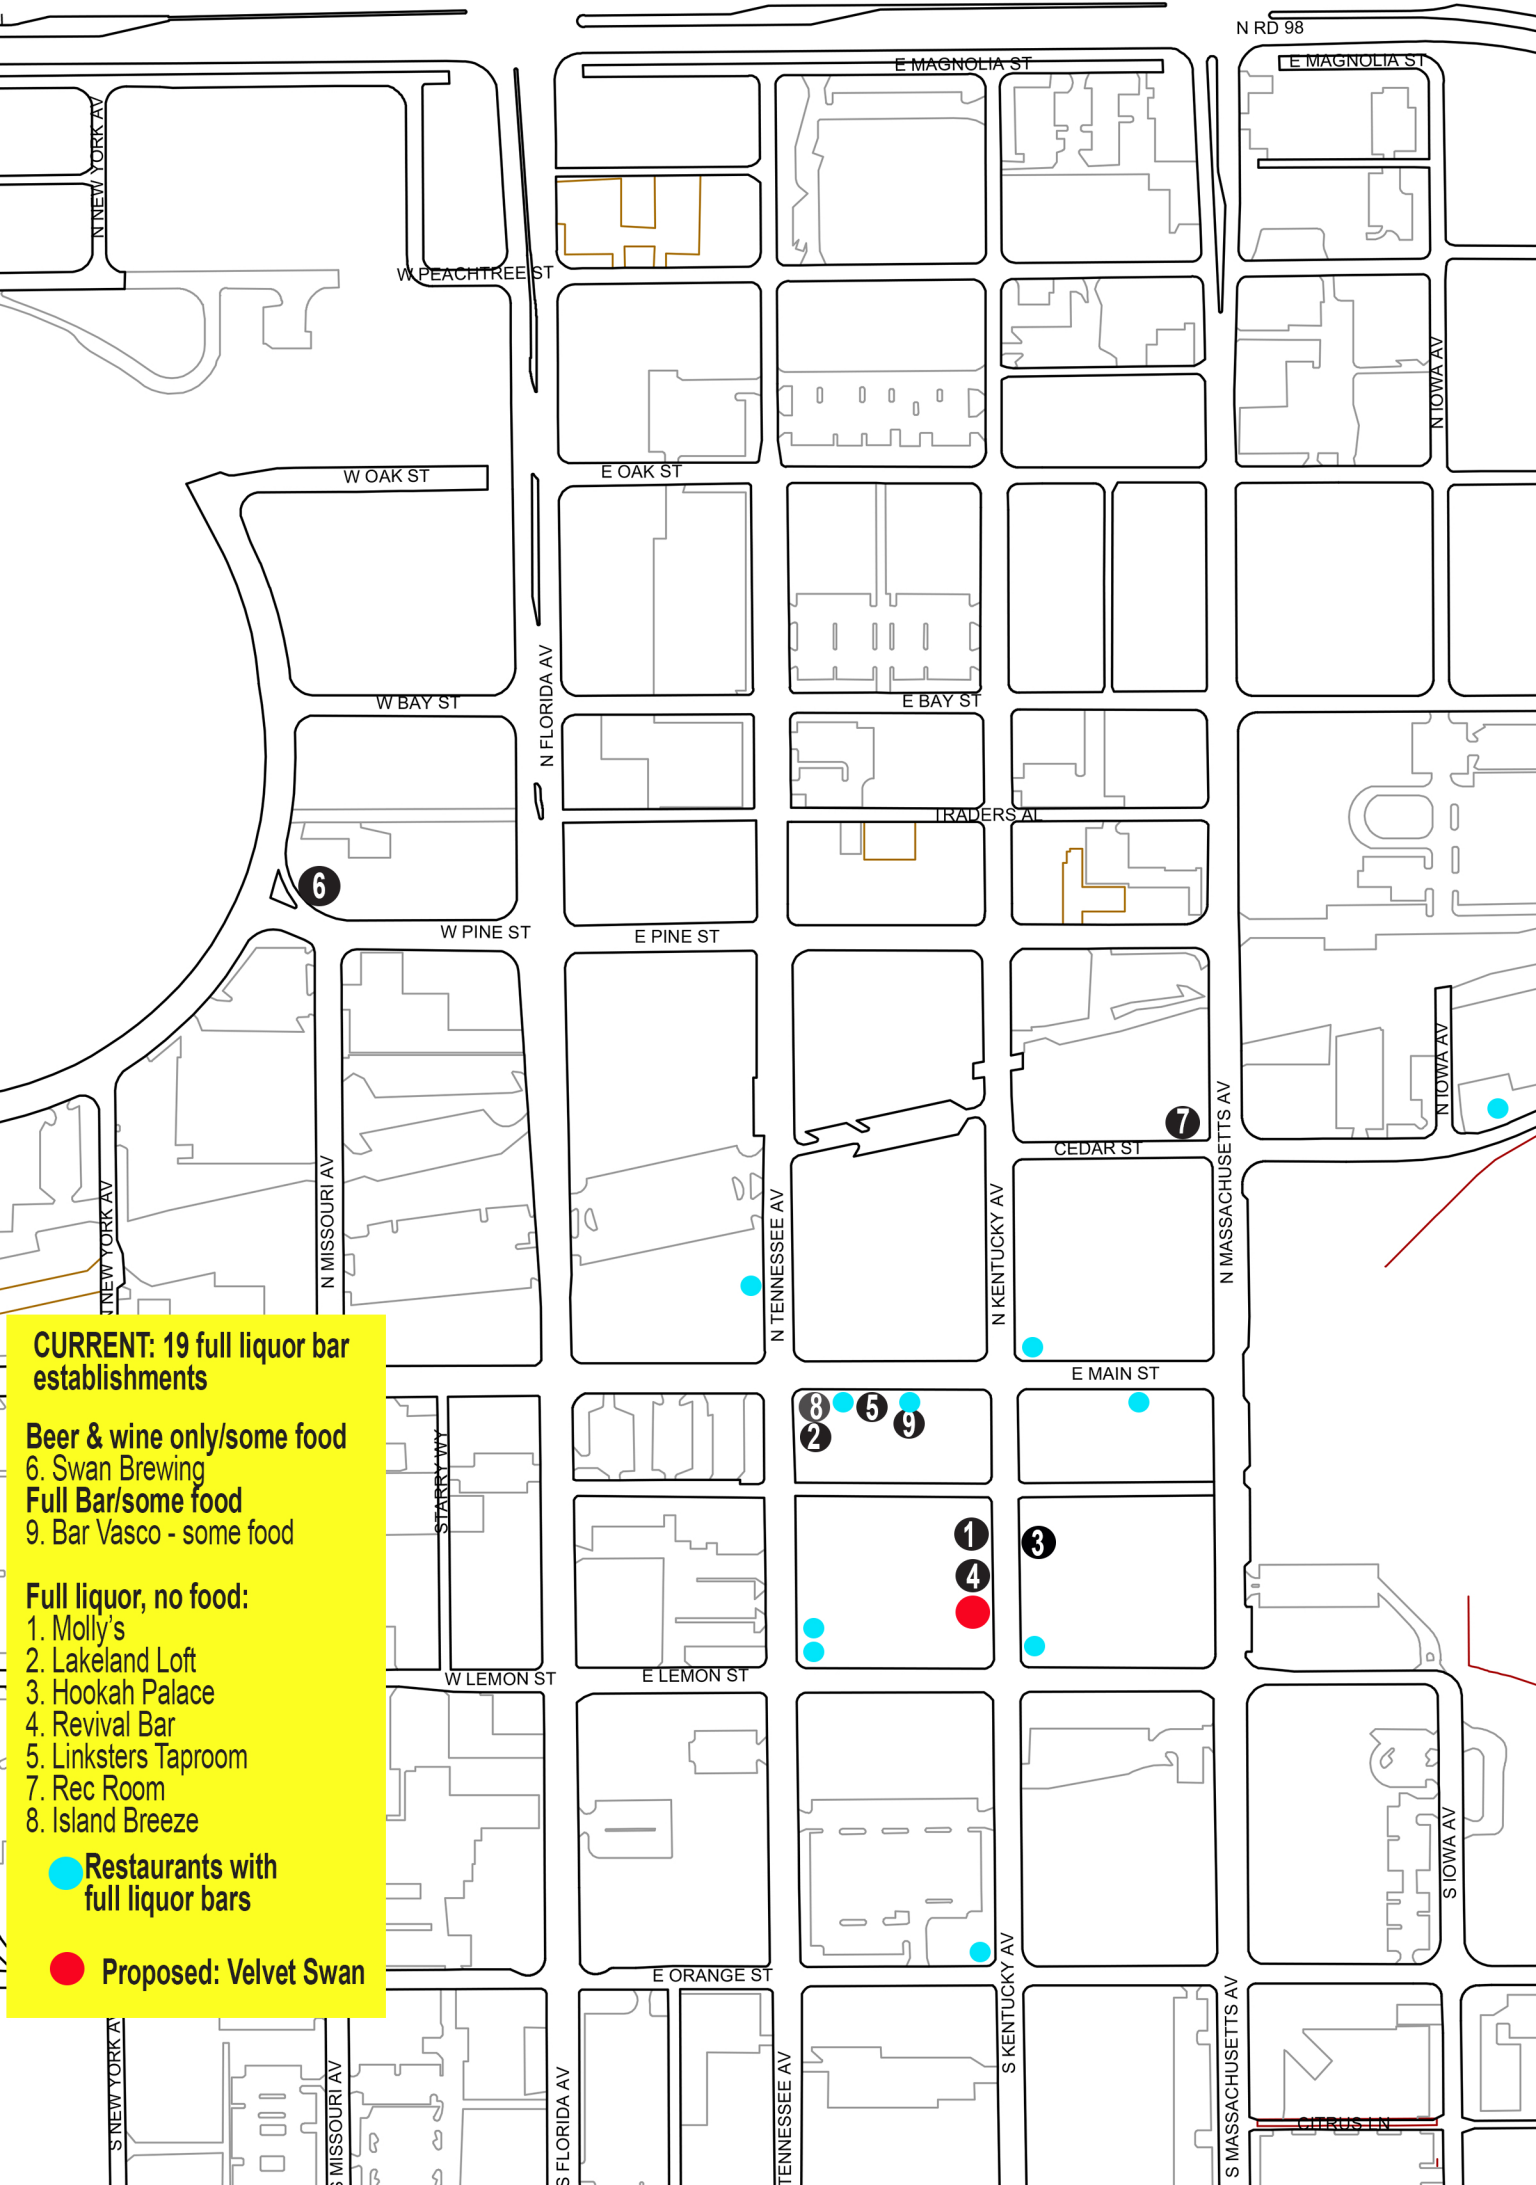 N RD 98
E MAGNOLIA ST
E MAGNOLIA ST
N NEW YORK AV
W PEACHTREE ST
N IOWA AV
W OAK ST
E OAK ST
N FLORIDA AV
W BAY ST
E BAY ST
TRADERS AL
6
W PINE ST
E PINE ST
N IOWA AV
7
CEDAR ST
N MASSACHUSETTS AV
N MISSOURI AV
N NEW YORK AV
N TENNESSEE AV
N KENTUCKY AV
E MAIN ST
8
5
9
2
STARRY WY
1
3
4
W LEMON ST
E LEMON ST
S IOWA AV
E ORANGE ST
S KENTUCKY AV
S MASSACHUSETTS AV
S NEW YORK AV
S MISSOURI AV
S FLORIDA AV
TENNESSEE AV
CITRUS LN
CURRENT: 19 full liquor bar
establishments
Beer & wine only/some food
6. Swan Brewing
Full Bar/some food
9. Bar Vasco - some food
Full liquor, no food:
1. Molly's
2. Lakeland Loft
3. Hookah Palace
4. Revival Bar
5. Linksters Taproom
7. Rec Room
8. Island Breeze
Restaurants with
full liquor bars
Proposed: Velvet Swan